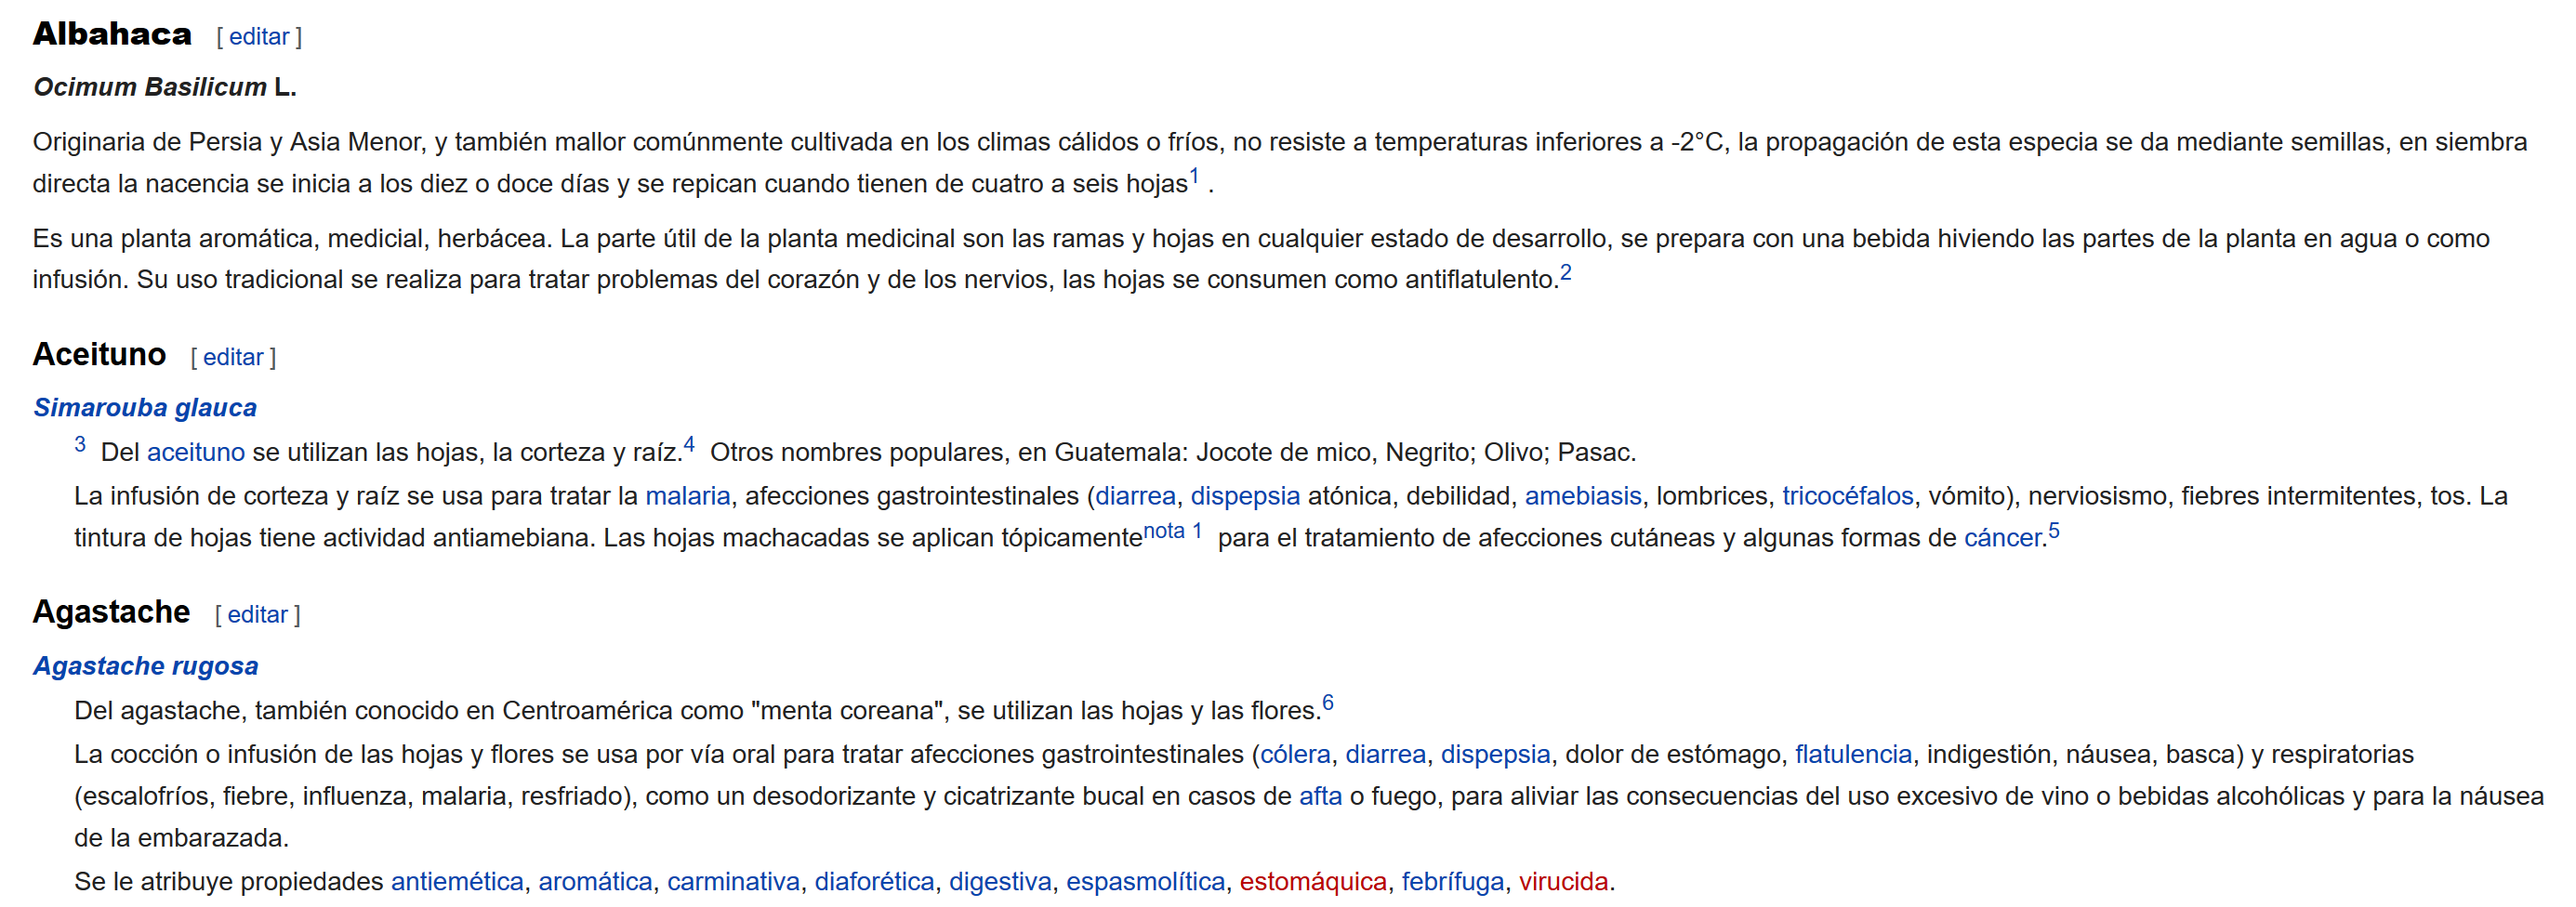 Albahaca [ editar ]
Ocimum Basilicum L.
Originaria de Persia y Asia Menor, y también mallor comúnmente cultivada en los climas cálidos o fríos, no resiste a temperaturas inferiores a -2°C, la propagación de esta especia se da mediante semillas, en siembra
directa la nacencia se inicia a los diez o doce días y se repican cuando tienen de cuatro a seis hojas1 .
Es una planta aromática, medicial, herbácea. La parte útil de la planta medicinal son las ramas y hojas en cualquier estado de desarrollo, se prepara con una bebida hiviendo las partes de la planta en agua o como
infusión. Su uso tradicional se realiza para tratar problemas del corazón y de los nervios, las hojas se consumen como antiflatulento.2
Aceituno [ editar ]
Simarouba glauca
3 Del aceituno se utilizan las hojas, la corteza y raíz.4 Otros nombres populares, en Guatemala: Jocote de mico, Negrito; Olivo; Pasac.
La infusión de corteza y raíz se usa para tratar la malaria, afecciones gastrointestinales (diarrea, dispepsia atónica, debilidad, amebiasis, lombrices, tricocéfalos, vómito), nerviosismo, fiebres intermitentes, tos. La
tintura de hojas tiene actividad antiamebiana. Las hojas machacadas se aplican tópicamentenota 1 para el tratamiento de afecciones cutáneas y algunas formas de cáncer.5
Agastache [ editar ]
Agastache rugosa
Del agastache, también conocido en Centroamérica como "menta coreana", se utilizan las hojas y las flores.6
La cocción o infusión de las hojas y flores se usa por vía oral para tratar afecciones gastrointestinales (cólera, diarrea, dispepsia, dolor de estómago, flatulencia, indigestión, náusea, basca) y respiratorias
(escalofríos, fiebre, influenza, malaria, resfriado), como un desodorizante y cicatrizante bucal en casos de afta o fuego, para aliviar las consecuencias del uso excesivo de vino o bebidas alcohólicas y para la náusea
de la embarazada.
Se le atribuye propiedades antiemética, aromática, carminativa, diaforética, digestiva, espasmolítica, estomáquica, febrífuga, virucida.